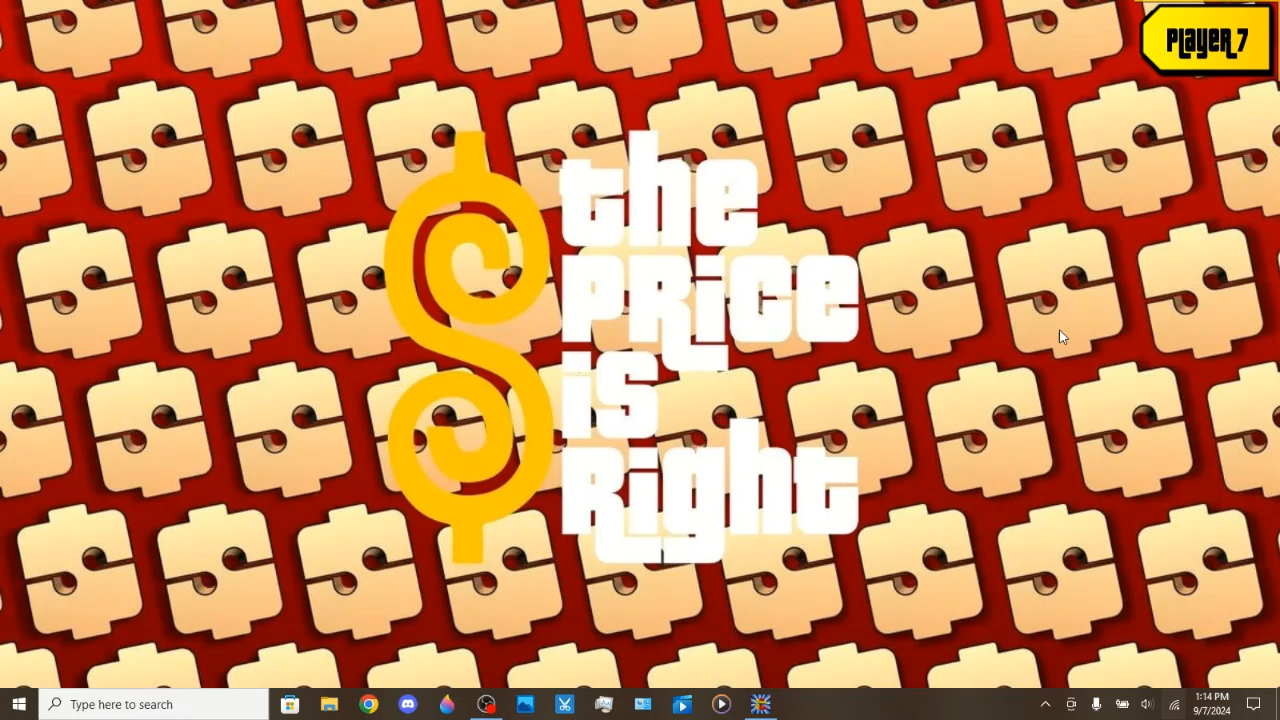 PLAYER 7
the
PRice
is
Right
Type here to search
1:14 PM
9/7/2024